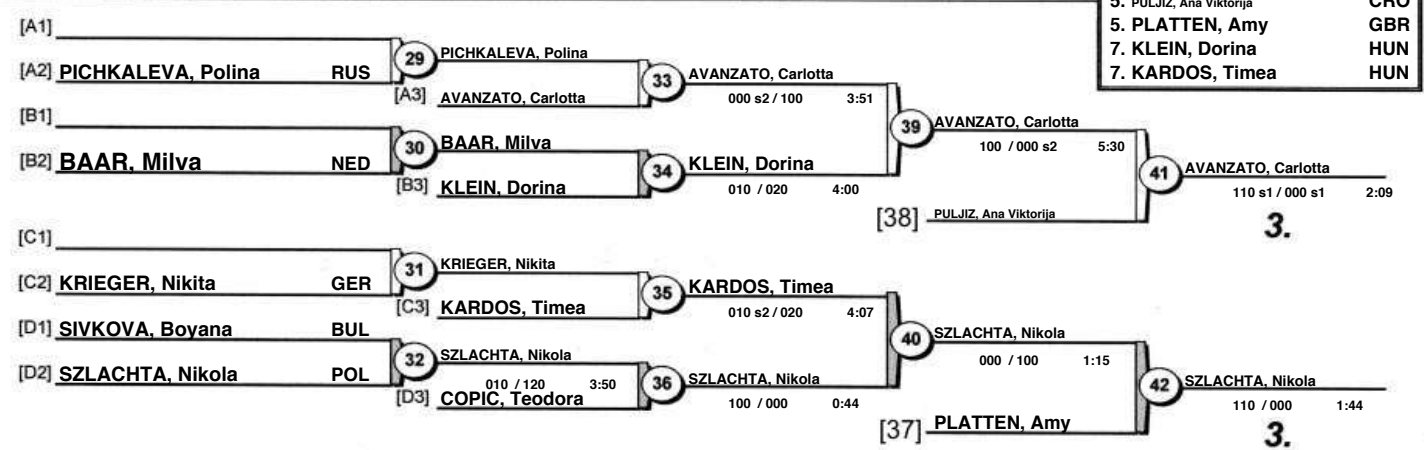 5. PULJIZ, Ana Viktorija CRO
5. PLATTEN, Amy GBR
7. KLEIN, Dorina HUN
7. KARDOS, Timea HUN
[A1]
[A2] PICHKALEVA, Polina RUS
29
PICHKALEVA, Polina
[A3] AVANZATO, Carlotta
33
AVANZATO, Carlotta
000 s2 / 100 3:51
[B1]
[B2] BAAR, Milva NED
30
BAAR, Milva
[B3] KLEIN, Dorina
34
KLEIN, Dorina
010 / 020 4:00
39
AVANZATO, Carlotta
100 / 000 s2 5:30
[38] PULJIZ, Ana Viktorija
41
AVANZATO, Carlotta
110 s1 / 000 s1 2:09
3.
[C1]
[C2] KRIEGER, Nikita GER
31
KRIEGER, Nikita
[C3] KARDOS, Timea
35
KARDOS, Timea
010 s2 / 020 4:07
[D1] SIVKOVA, Boyana BUL
[D2] SZLACHTA, Nikola POL
32
SZLACHTA, Nikola
010 / 120 3:50
[D3] COPIC, Teodora
36
SZLACHTA, Nikola
100 / 000 0:44
40
SZLACHTA, Nikola
000 / 100 1:15
[37] PLATTEN, Amy
42
SZLACHTA, Nikola
110 / 000 1:44
3.